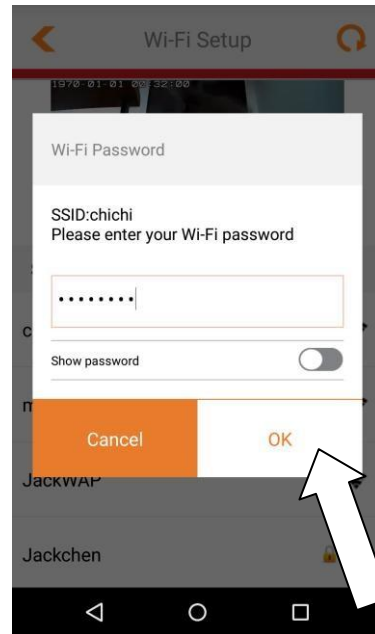 Wi-Fi Setup
1970-01-01 00:32:00
Wi-Fi Password
SSID:chichi
Please enter your Wi-Fi password
••••••••
Show password
Cancel
OK
JackWAP
Jackchen